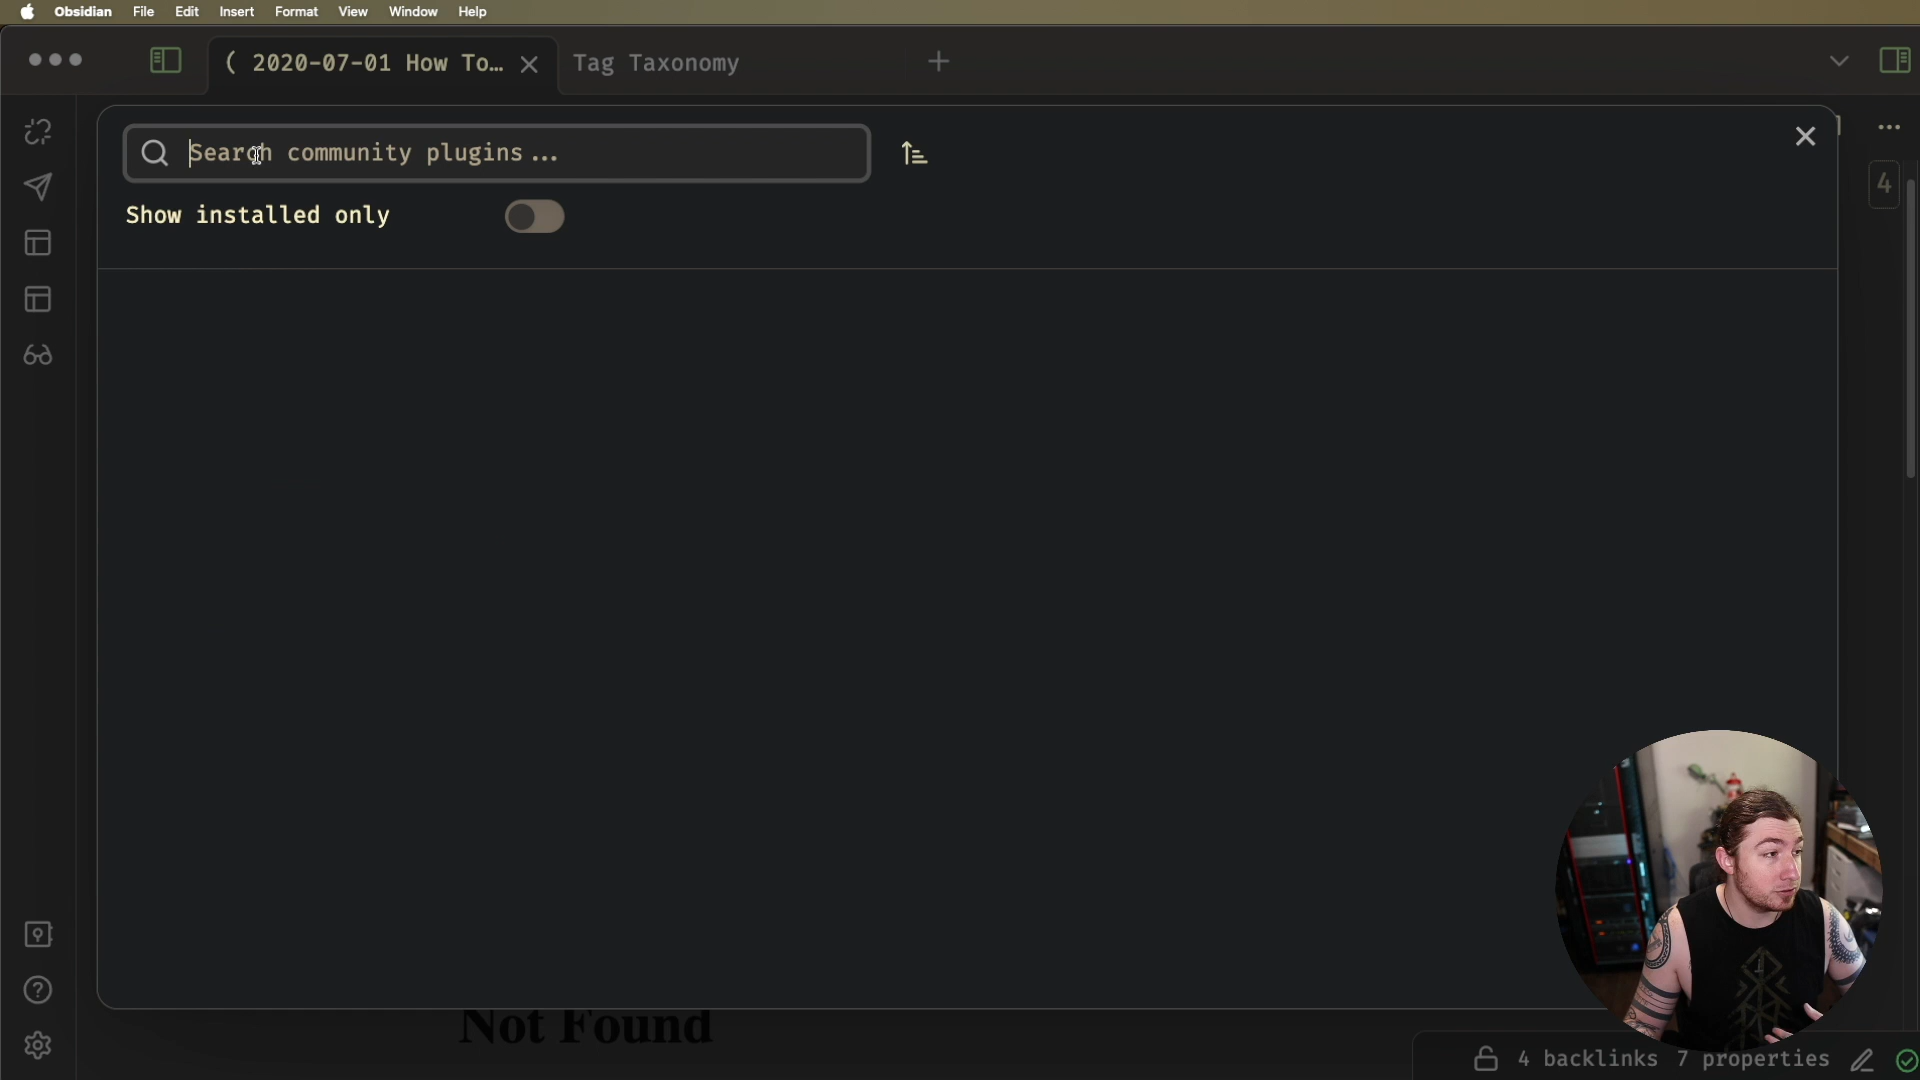 Obsidian File Edit Insert Format View Window Help
( 2020-07-01 How To… Tag Taxonomy
Search community plugins ...
4
Show installed only
Not Found
4 backlinks 7 properties